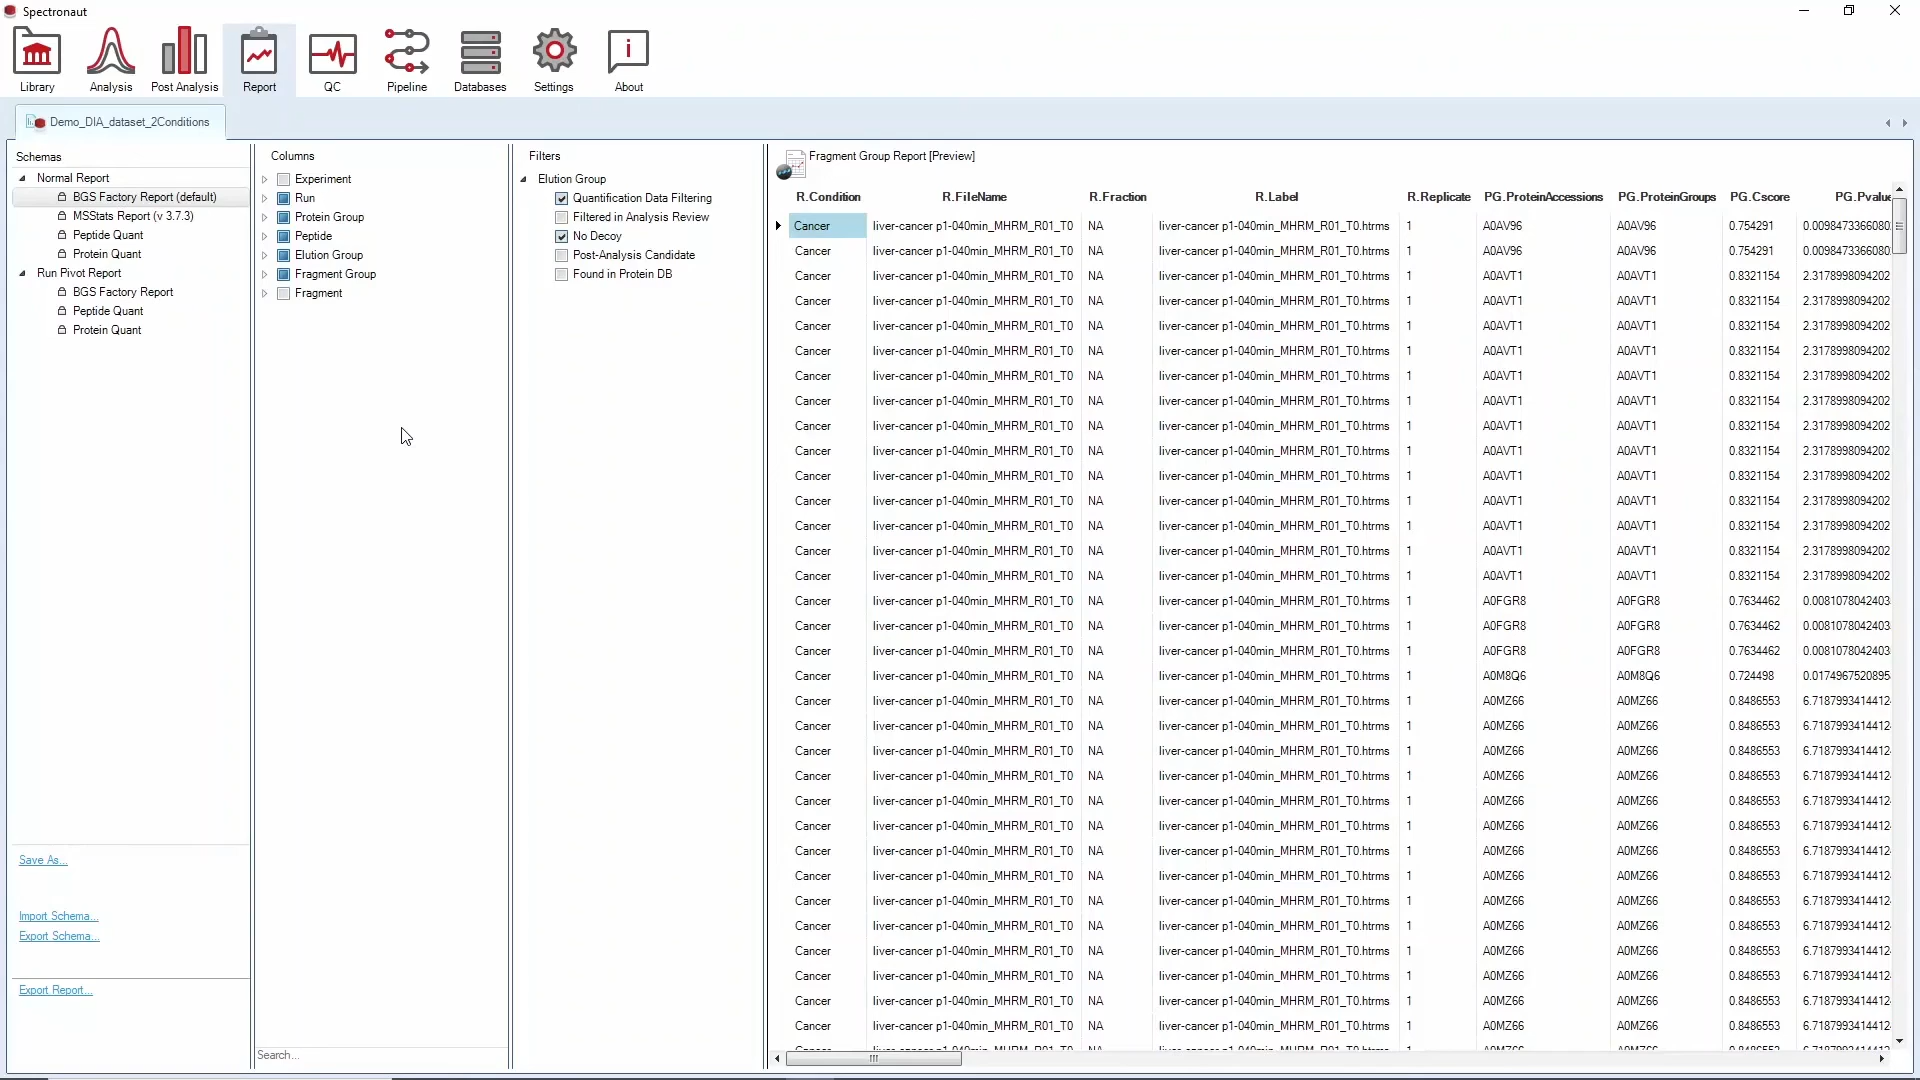 Spectronaut
Library Analysis Post Analysis Report QC Pipeline Databases Settings About
Demo_DIA_dataset_2Conditions
Schemas
Normal Report
BGS Factory Report (default)
MSStats Report (v 3.7.3)
Peptide Quant
Protein Quant
Run Pivot Report
BGS Factory Report
Peptide Quant
Protein Quant
Save As...
Import Schema...
Export Schema...
Export Report...
Columns
Experiment
Run
Protein Group
Peptide
Elution Group
Fragment Group
Fragment
Search...
Filters
Elution Group
Quantification Data Filtering
Filtered in Analysis Review
No Decoy
Post-Analysis Candidate
Found in Protein DB
Fragment Group Report [Preview]
R.Condition R.FileName R.Fraction R.Label R.Replicate PG.ProteinAccessions PG.ProteinGroups PG.Cscore PG.Pvalue
Cancer liver-cancer p1-040min_MHRM_R01_T0 NA liver-cancer p1-040min_MHRM_R01_T0.htrms 1 A0AV96 A0AV96 0.754291 0.0098473366080
Cancer liver-cancer p1-040min_MHRM_R01_T0 NA liver-cancer p1-040min_MHRM_R01_T0.htrms 1 A0AV96 A0AV96 0.754291 0.0098473366080
Cancer liver-cancer p1-040min_MHRM_R01_T0 NA liver-cancer p1-040min_MHRM_R01_T0.htrms 1 A0AVT1 A0AVT1 0.8321154 2.3178998094202
Cancer liver-cancer p1-040min_MHRM_R01_T0 NA liver-cancer p1-040min_MHRM_R01_T0.htrms 1 A0AVT1 A0AVT1 0.8321154 2.3178998094202
Cancer liver-cancer p1-040min_MHRM_R01_T0 NA liver-cancer p1-040min_MHRM_R01_T0.htrms 1 A0AVT1 A0AVT1 0.8321154 2.3178998094202
Cancer liver-cancer p1-040min_MHRM_R01_T0 NA liver-cancer p1-040min_MHRM_R01_T0.htrms 1 A0AVT1 A0AVT1 0.8321154 2.3178998094202
Cancer liver-cancer p1-040min_MHRM_R01_T0 NA liver-cancer p1-040min_MHRM_R01_T0.htrms 1 A0AVT1 A0AVT1 0.8321154 2.3178998094202
Cancer liver-cancer p1-040min_MHRM_R01_T0 NA liver-cancer p1-040min_MHRM_R01_T0.htrms 1 A0AVT1 A0AVT1 0.8321154 2.3178998094202
Cancer liver-cancer p1-040min_MHRM_R01_T0 NA liver-cancer p1-040min_MHRM_R01_T0.htrms 1 A0AVT1 A0AVT1 0.8321154 2.3178998094202
Cancer liver-cancer p1-040min_MHRM_R01_T0 NA liver-cancer p1-040min_MHRM_R01_T0.htrms 1 A0AVT1 A0AVT1 0.8321154 2.3178998094202
Cancer liver-cancer p1-040min_MHRM_R01_T0 NA liver-cancer p1-040min_MHRM_R01_T0.htrms 1 A0AVT1 A0AVT1 0.8321154 2.3178998094202
Cancer liver-cancer p1-040min_MHRM_R01_T0 NA liver-cancer p1-040min_MHRM_R01_T0.htrms 1 A0AVT1 A0AVT1 0.8321154 2.3178998094202
Cancer liver-cancer p1-040min_MHRM_R01_T0 NA liver-cancer p1-040min_MHRM_R01_T0.htrms 1 A0AVT1 A0AVT1 0.8321154 2.3178998094202
Cancer liver-cancer p1-040min_MHRM_R01_T0 NA liver-cancer p1-040min_MHRM_R01_T0.htrms 1 A0AVT1 A0AVT1 0.8321154 2.3178998094202
Cancer liver-cancer p1-040min_MHRM_R01_T0 NA liver-cancer p1-040min_MHRM_R01_T0.htrms 1 A0AVT1 A0AVT1 0.8321154 2.3178998094202
Cancer liver-cancer p1-040min_MHRM_R01_T0 NA liver-cancer p1-040min_MHRM_R01_T0.htrms 1 A0FGR8 A0FGR8 0.7634462 0.0081078042403
Cancer liver-cancer p1-040min_MHRM_R01_T0 NA liver-cancer p1-040min_MHRM_R01_T0.htrms 1 A0FGR8 A0FGR8 0.7634462 0.0081078042403
Cancer liver-cancer p1-040min_MHRM_R01_T0 NA liver-cancer p1-040min_MHRM_R01_T0.htrms 1 A0FGR8 A0FGR8 0.7634462 0.0081078042403
Cancer liver-cancer p1-040min_MHRM_R01_T0 NA liver-cancer p1-040min_MHRM_R01_T0.htrms 1 A0M8Q6 A0M8Q6 0.724498 0.0174967520895
Cancer liver-cancer p1-040min_MHRM_R01_T0 NA liver-cancer p1-040min_MHRM_R01_T0.htrms 1 A0MZ66 A0MZ66 0.8486553 6.7187993414412
Cancer liver-cancer p1-040min_MHRM_R01_T0 NA liver-cancer p1-040min_MHRM_R01_T0.htrms 1 A0MZ66 A0MZ66 0.8486553 6.7187993414412
Cancer liver-cancer p1-040min_MHRM_R01_T0 NA liver-cancer p1-040min_MHRM_R01_T0.htrms 1 A0MZ66 A0MZ66 0.8486553 6.7187993414412
Cancer liver-cancer p1-040min_MHRM_R01_T0 NA liver-cancer p1-040min_MHRM_R01_T0.htrms 1 A0MZ66 A0MZ66 0.8486553 6.7187993414412
Cancer liver-cancer p1-040min_MHRM_R01_T0 NA liver-cancer p1-040min_MHRM_R01_T0.htrms 1 A0MZ66 A0MZ66 0.8486553 6.7187993414412
Cancer liver-cancer p1-040min_MHRM_R01_T0 NA liver-cancer p1-040min_MHRM_R01_T0.htrms 1 A0MZ66 A0MZ66 0.8486553 6.7187993414412
Cancer liver-cancer p1-040min_MHRM_R01_T0 NA liver-cancer p1-040min_MHRM_R01_T0.htrms 1 A0MZ66 A0MZ66 0.8486553 6.7187993414412
Cancer liver-cancer p1-040min_MHRM_R01_T0 NA liver-cancer p1-040min_MHRM_R01_T0.htrms 1 A0MZ66 A0MZ66 0.8486553 6.7187993414412
Cancer liver-cancer p1-040min_MHRM_R01_T0 NA liver-cancer p1-040min_MHRM_R01_T0.htrms 1 A0MZ66 A0MZ66 0.8486553 6.7187993414412
Cancer liver-cancer p1-040min_MHRM_R01_T0 NA liver-cancer p1-040min_MHRM_R01_T0.htrms 1 A0MZ66 A0MZ66 0.8486553 6.7187993414412
Cancer liver-cancer p1-040min_MHRM_R01_T0 NA liver-cancer p1-040min_MHRM_R01_T0.htrms 1 A0MZ66 A0MZ66 0.8486553 6.7187993414412
Cancer liver-cancer p1-040min_MHRM_R01_T0 NA liver-cancer p1-040min_MHRM_R01_T0.htrms 1 A0MZ66 A0MZ66 0.8486553 6.7187993414412
Cancer liver-cancer p1-040min_MHRM_R01_T0 NA liver-cancer p1-040min_MHRM_R01_T0.htrms 1 A0MZ66 A0MZ66 0.8486553 6.7187993414412
Cancer liver-cancer p1-040min_MHRM_R01_T0 NA liver-cancer p1-040min_MHRM_R01_T0.htrms 1 A0MZ66 A0MZ66 0.8486553 6.7187993414412